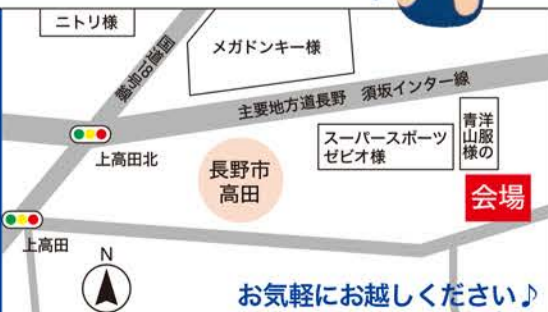 ニトリ様
国道18号線
メガドンキー様
主要地方道長野 須坂インター線
上高田北
長野市
高田
スーパースポーツ
ゼビオ様
洋服の
青山様
会場
上高田
N
お気軽にお越しください♪